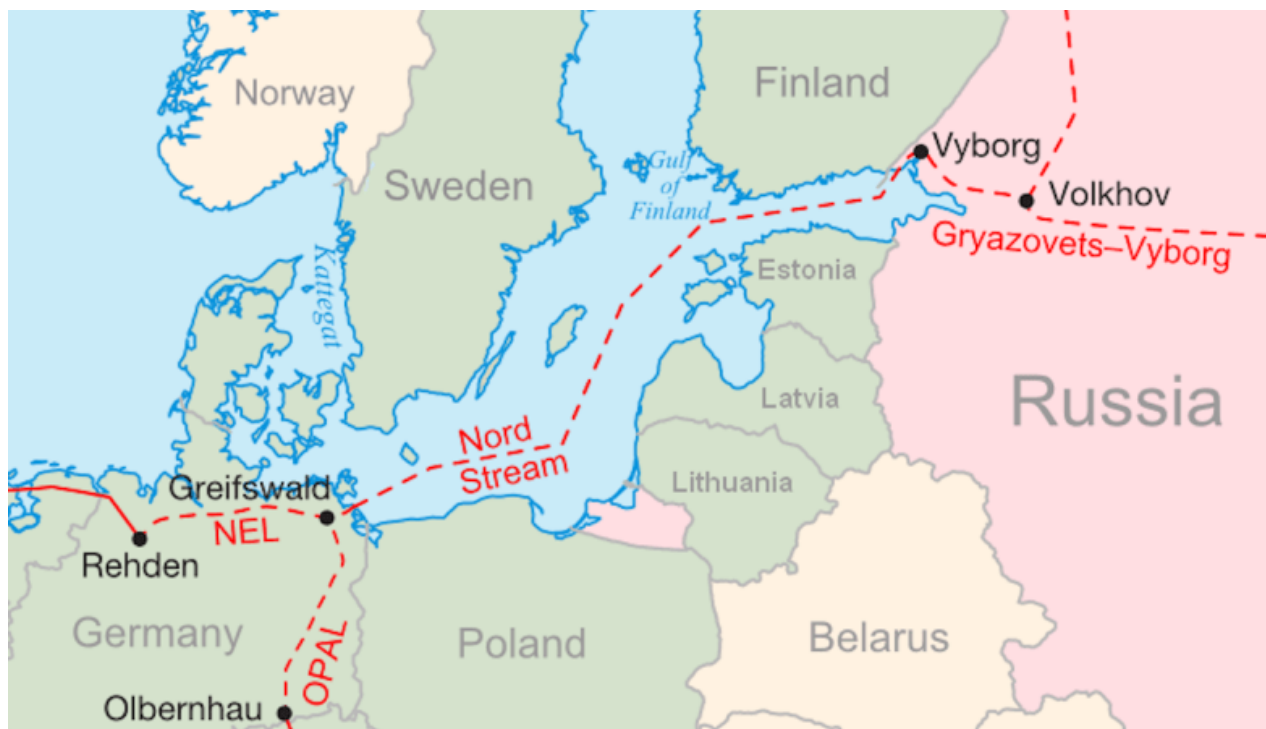 Norway
Finland
Sweden
Gulf
of
Finland
Vyborg
Volkhov
Gryazovets–Vyborg
Kattegat
Estonia
Russia
Latvia
Nord
Stream
Lithuania
Greifswald
NEL
Rehden
Germany
OPAL
Poland
Belarus
Olbernhau